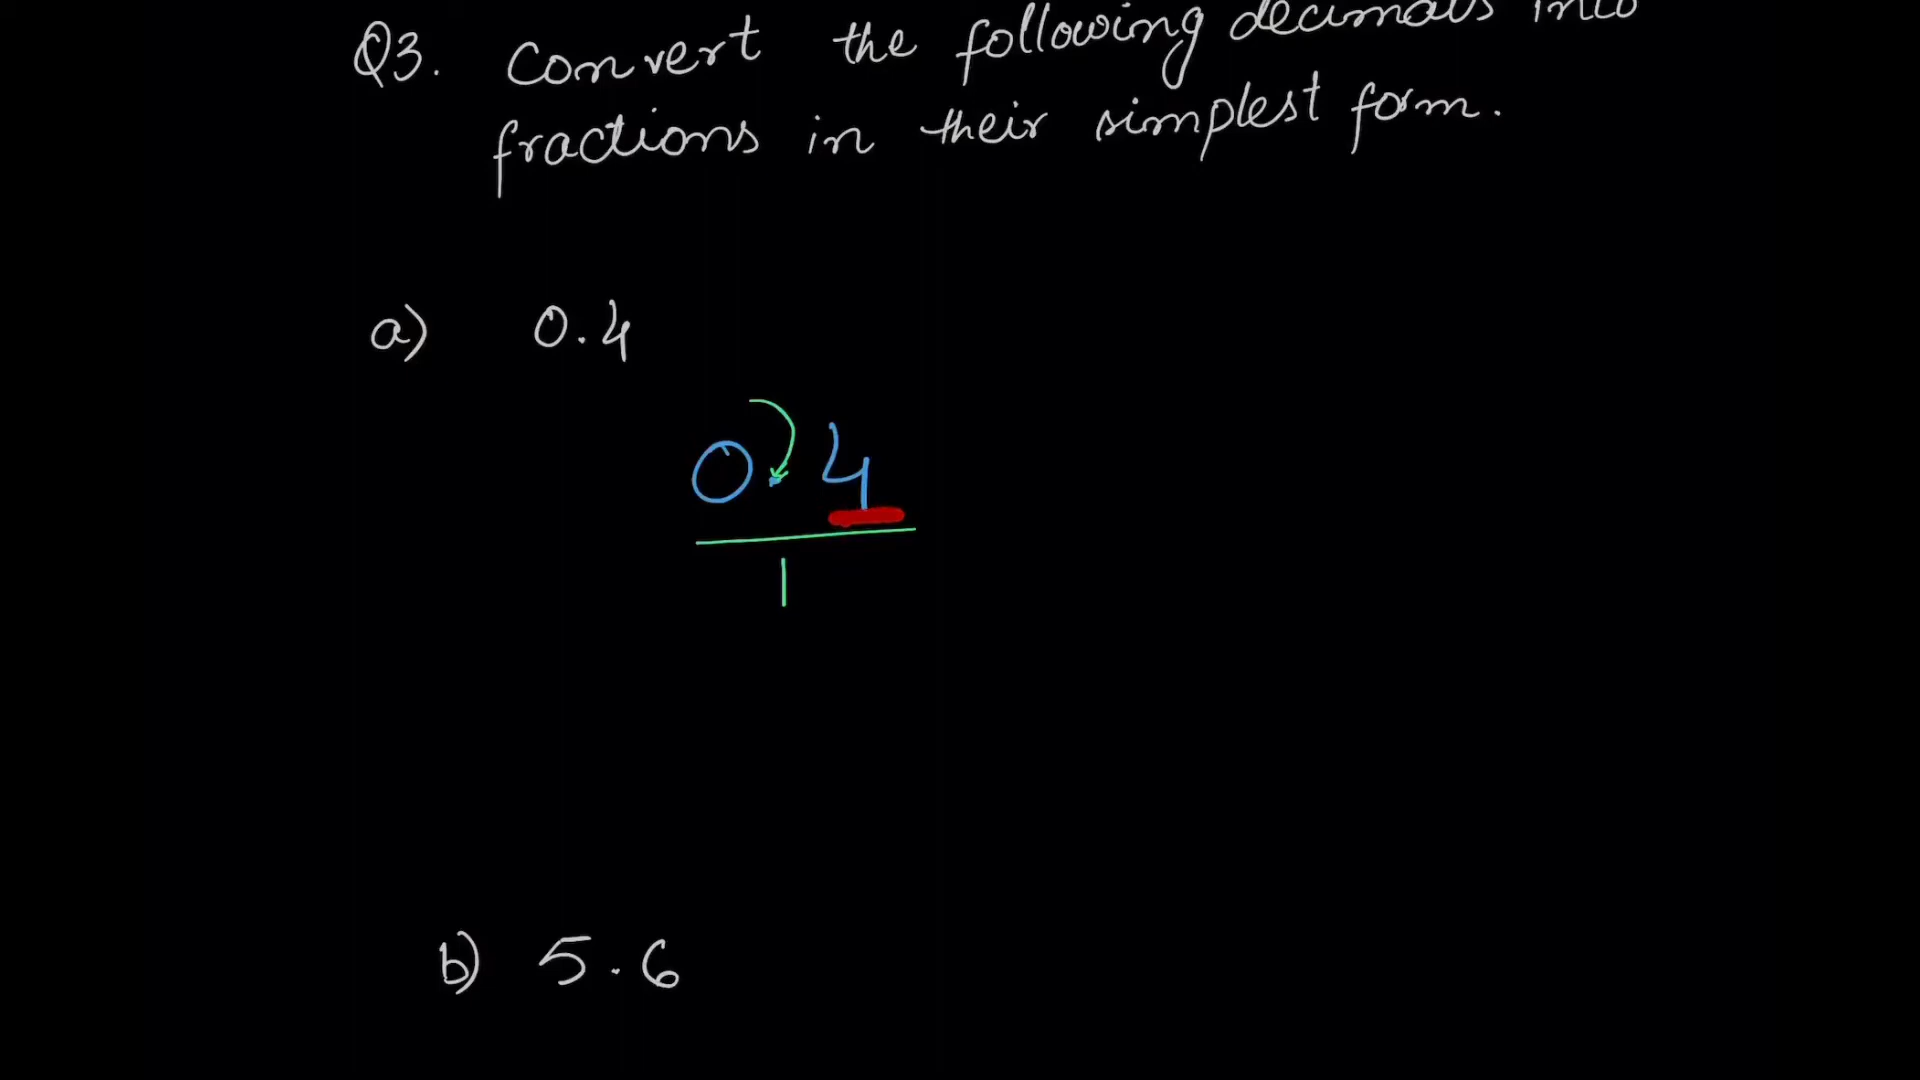 Q3. Convert the following decimals into
fractions in their simplest form.
a) 0.4
0.4
1
b) 5.6